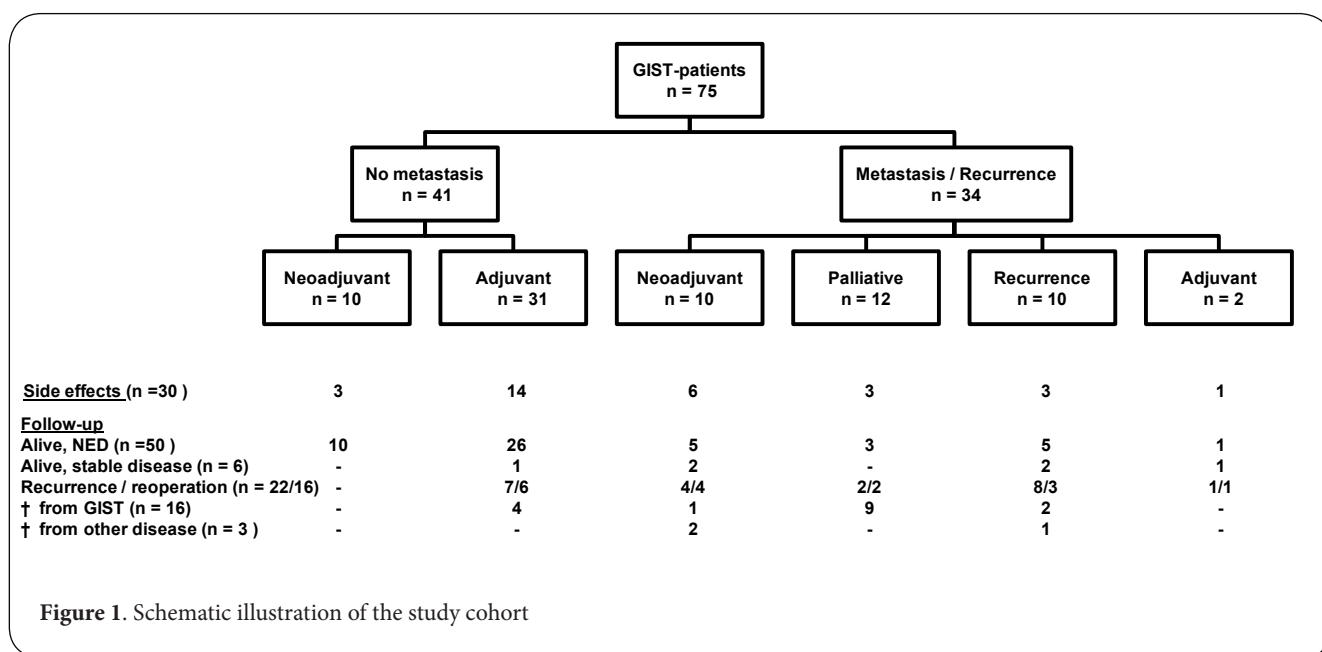 GIST-patients
n = 75
No metastasis
n = 41
Metastasis / Recurrence
n = 34
Neoadjuvant
n = 10
Adjuvant
n = 31
Neoadjuvant
n = 10
Palliative
n = 12
Recurrence
n = 10
Adjuvant
n = 2
Side effects (n =30 ) 3 14 6 3 3 1
Follow-up
Alive, NED (n =50 ) 10 26 5 3 5 1
Alive, stable disease (n = 6) - 1 2 - 2 1
Recurrence / reoperation (n = 22/16) - 7/6 4/4 2/2 8/3 1/1
† from GIST (n = 16) - 4 1 9 2 -
† from other disease (n = 3 ) - - 2 - 1 -
Figure 1. Schematic illustration of the study cohort